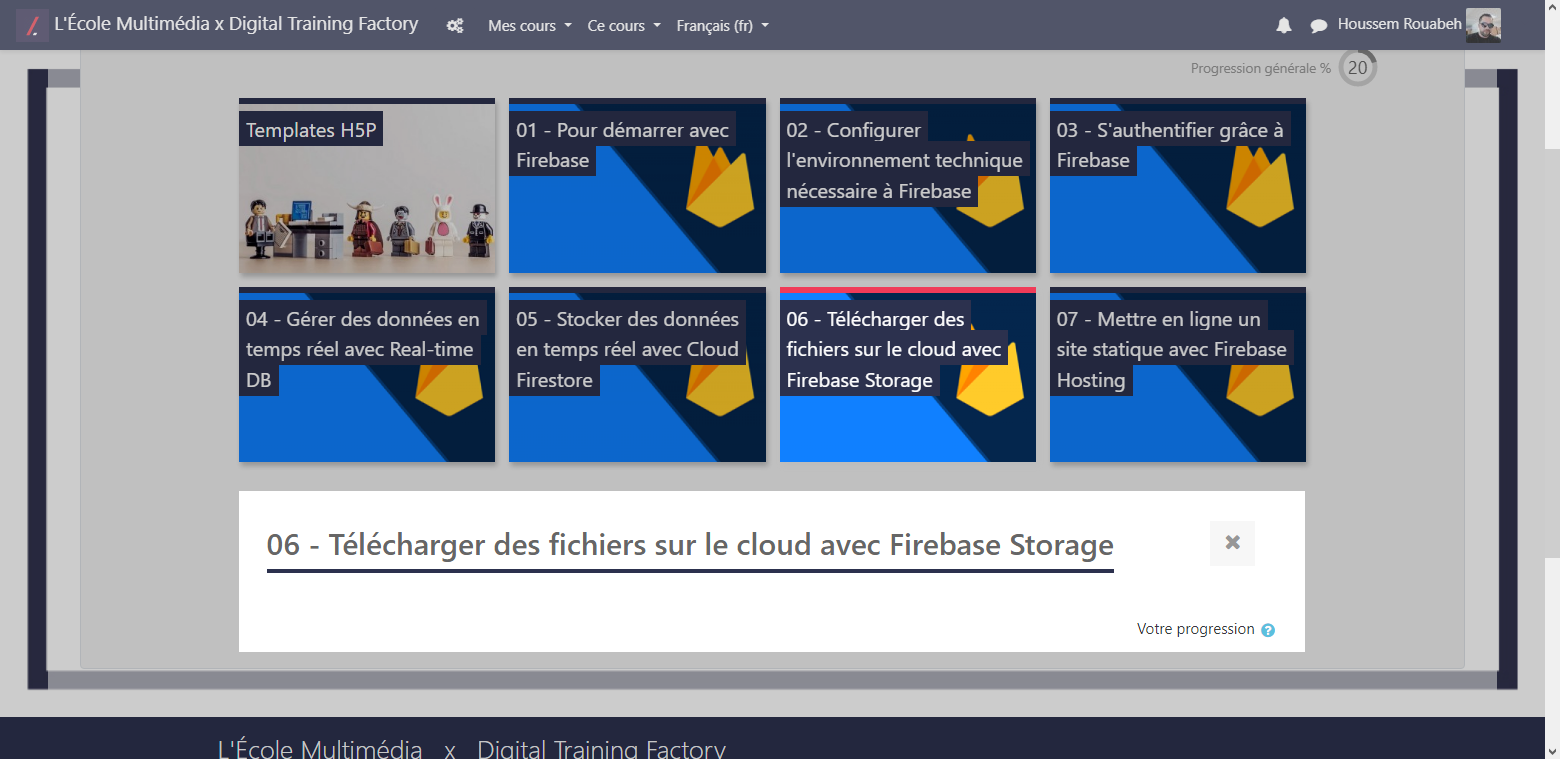 L'École Multimédia x Digital Training Factory
Mes cours
Ce cours
Français (fr)
Houssem Rouabeh
Progression générale %
20
Templates H5P
01 - Pour démarrer avec
Firebase
02 - Configurer
l'environnement technique
nécessaire à Firebase
03 - S'authentifier grâce à
Firebase
04 - Gérer des données en
temps réel avec Real-time
DB
05 - Stocker des données
en temps réel avec Cloud
Firestore
06 - Télécharger des
fichiers sur le cloud avec
Firebase Storage
07 - Mettre en ligne un
site statique avec Firebase
Hosting
06 - Télécharger des fichiers sur le cloud avec Firebase Storage
Votre progression
L'École Multimédia x Digital Training Factory